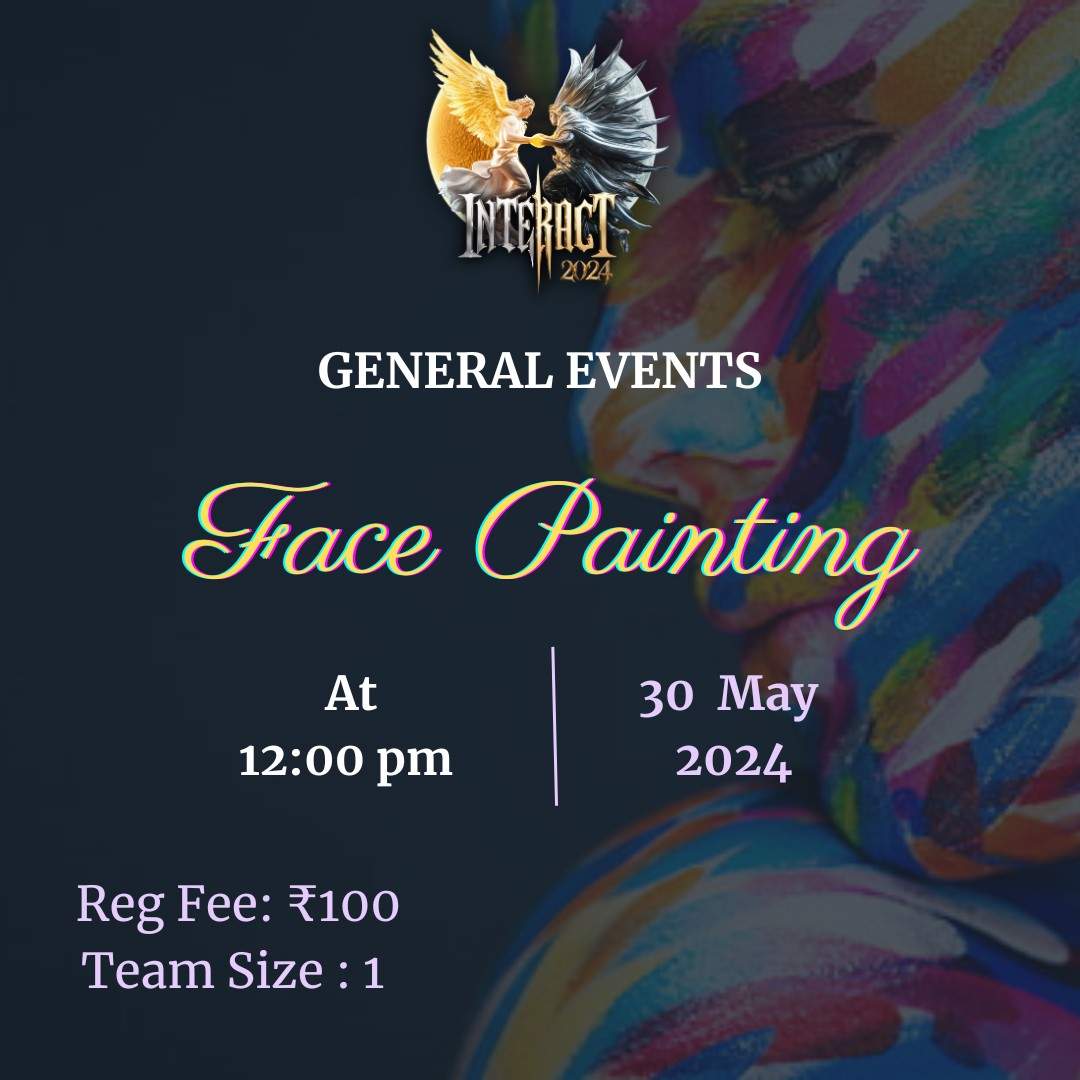 INTERACT
2024
GENERAL EVENTS
Face Painting
At
12:00 pm
30 May
2024
Reg Fee: ₹100
Team Size : 1